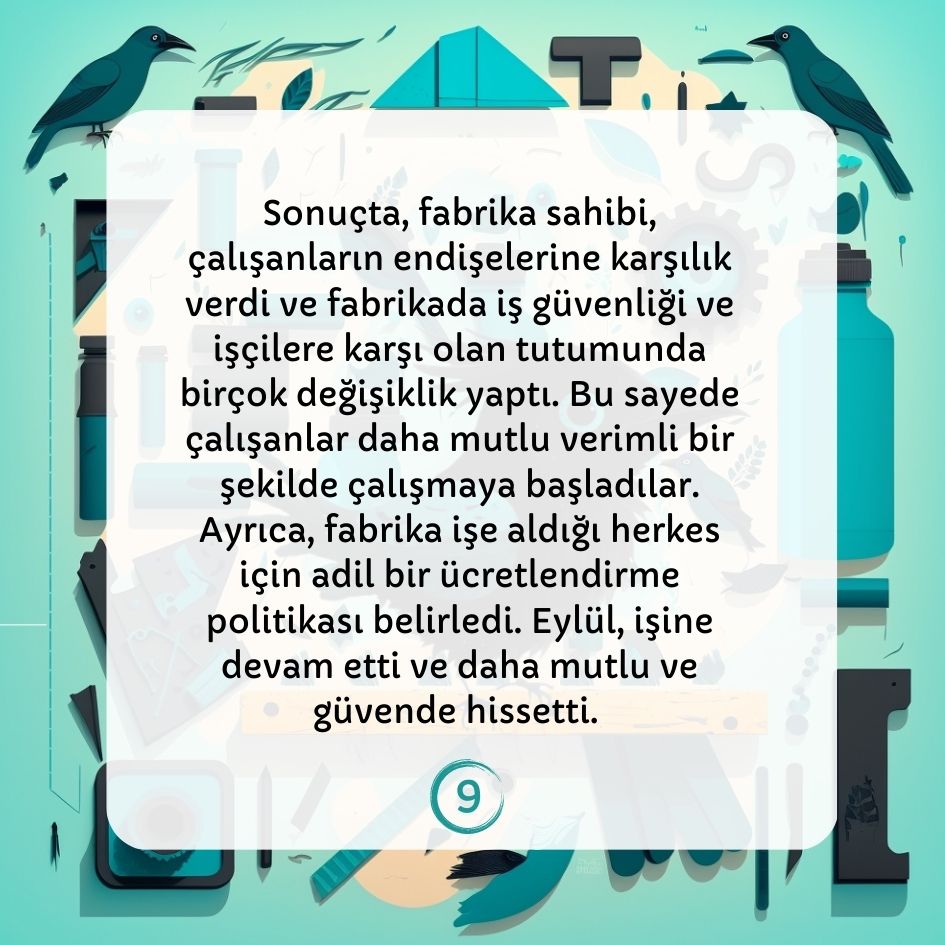 Sonuçta, fabrika sahibi,
çalışanların endişelerine karşılık
verdi ve fabrikada iş güvenliği ve
işçilere karşı olan tutumunda
birçok değişiklik yaptı. Bu sayede
çalışanlar daha mutlu verimli bir
şekilde çalışmaya başladılar.
Ayrıca, fabrika işe aldığı herkes
için adil bir ücretlendirme
politikası belirledi. Eylül, işine
devam etti ve daha mutlu ve
güvende hissetti.
9